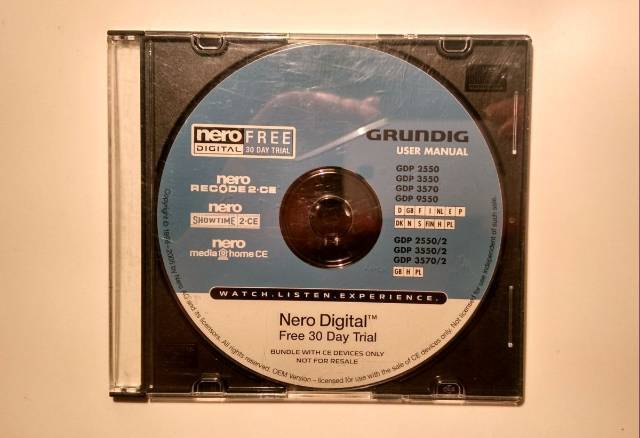 nero FREE
DIGITAL 30 DAY TRIAL
nero
RECODE 2•CE
nero
SHOWTIME 2•CE
nero
media home CE
GRUNDIG
USER MANUAL
GDP 2550
GDP 3550
GDP 3570
GDP 9550
D GB F I NL E P
DK N S FIN H PL
GDP 2550/2
GDP 3550/2
GDP 3570/2
GB H PL
WATCH.LISTEN.EXPERIENCE.
Nero Digital™
Free 30 Day Trial
BUNDLE WITH CE DEVICES ONLY
NOT FOR RESALE
and its licensors. All rights reserved. OEM Version – licensed for use with the sale of CE devices only. Not licensed for use independent of such sale.